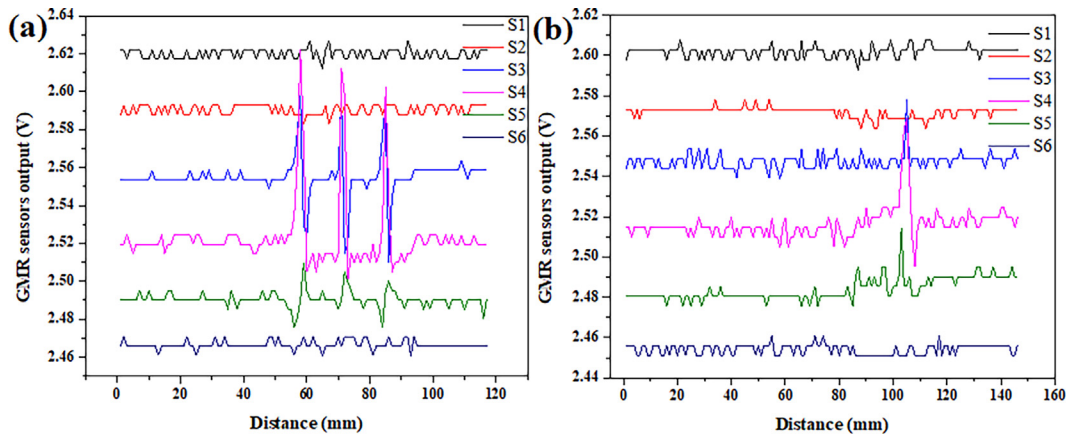 (a)
GMR sensors output (V)
2.64
2.62
2.60
2.58
2.56
2.54
2.52
2.50
2.48
2.46
0 20 40 60 80 100 120
Distance (mm)
S1
S2
S3
S4
S5
S6
(b)
GMR sensors output (V)
2.62
2.60
2.58
2.56
2.54
2.52
2.50
2.48
2.46
2.44
0 20 40 60 80 100 120 140 160
Distance (mm)
S1
S2
S3
S4
S5
S6